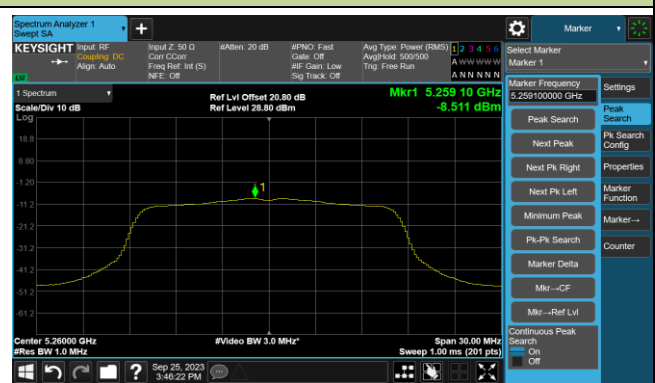 Spectrum Analyzer 1
Swept SA
Marker
KEYSIGHT
Input: RF
Coupling: DC
Align: Auto
Input Z: 50 Ω
Corr CCorr
Freq Ref: Int (S)
NFE: Off
#Atten: 20 dB
#PNO: Fast
Gate: Off
#IF Gain: Low
Sig Track: Off
Avg Type: Power (RMS)
Avg|Hold: 500/500
Trig: Free Run
1 2 3 4 5 6
A W W W W W
A N N N N N
LM
Select Marker
Marker 1
1 Spectrum
Scale/Div 10 dB
Log
Ref Lvl Offset 20.80 dB
Ref Level 28.80 dBm
Mkr1 5.259 10 GHz
-8.511 dBm
18.8
8.80
-1.20
-11.2
-21.2
-31.2
-41.2
-51.2
-61.2
1
Center 5.26000 GHz
#Res BW 1.0 MHz
#Video BW 3.0 MHz*
Span 30.00 MHz
Sweep 1.00 ms (201 pts)
Marker Frequency
5.259100000 GHz
Peak Search
Next Peak
Next Pk Right
Next Pk Left
Minimum Peak
Pk-Pk Search
Marker Delta
Mkr→CF
Mkr→Ref Lvl
Continuous Peak
Search
On
Off
Settings
Peak
Search
Pk Search
Config
Properties
Marker
Function
Marker→
Counter
?
Sep 25, 2023
3:46:22 PM